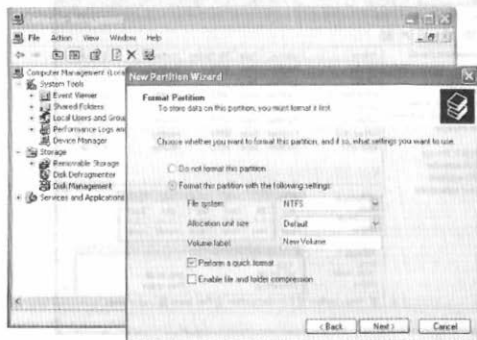 File Action View Window Help
Computer Management (Loca
System Tools
Event Viewer
Shared Folders
Local Users and Grou
Performance Logs an
Device Manager
Storage
Removable Storage
Disk Defragmenter
Disk Management
Services and Applications
New Partition Wizard
Format Partition
To store data on this partition, you must format it first.
Choose whether you want to format this partition, and if so, what settings you want to use.
Do not format this partition
Format this partition with the following settings:
File system: NTFS
Allocation unit size Default
Volume label: New Volume
Perform a quick format
Enable file and folder compression
< Back Next > Cancel